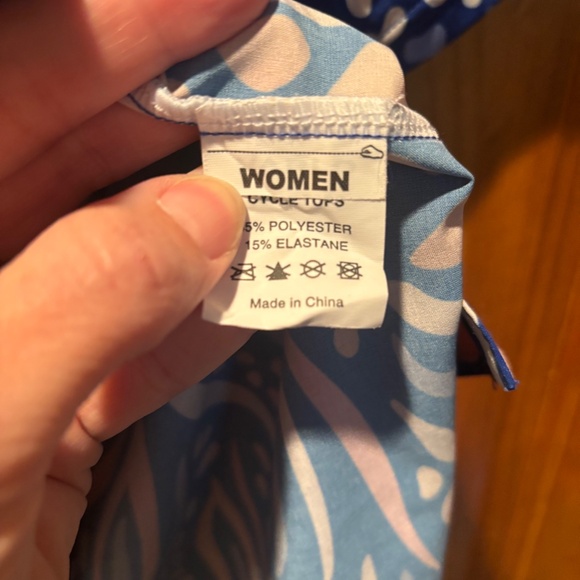 WOMEN
CYCLE TOPS
5% POLYESTER
15% ELASTANE
Made in China